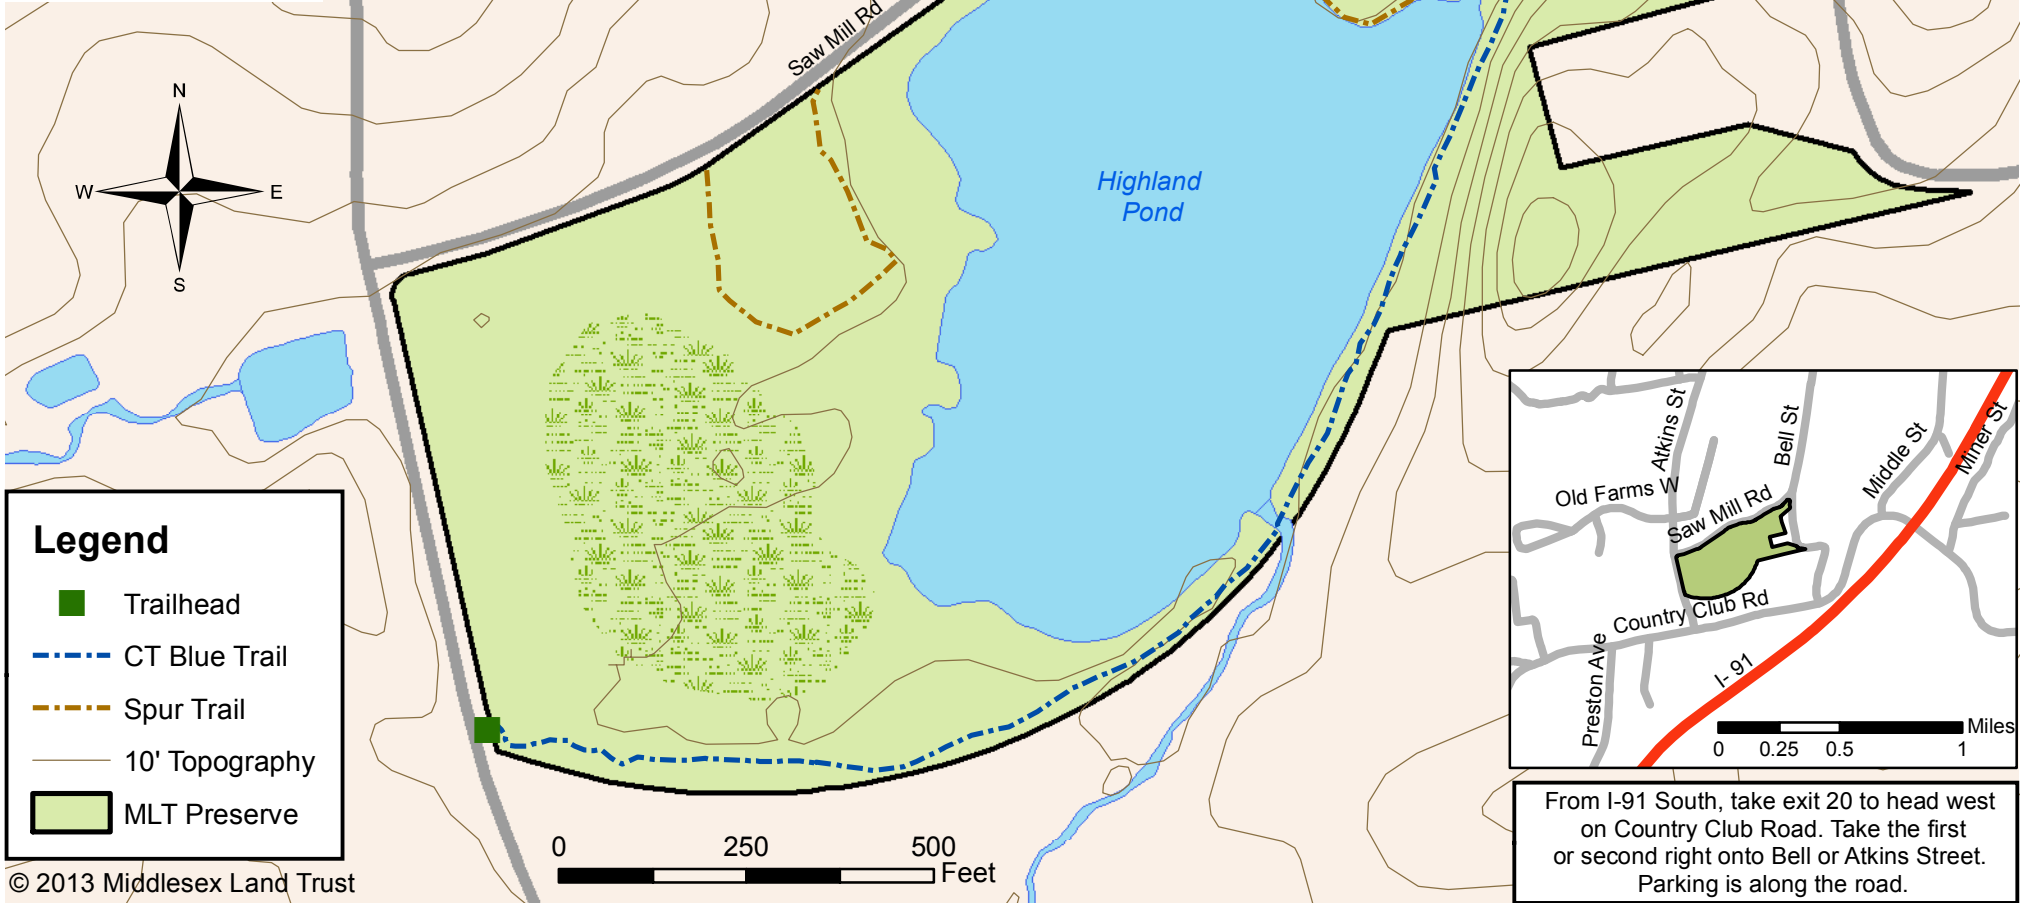 Saw Mill Rd
N
W
E
S
Highland
Pond
Legend
Trailhead
CT Blue Trail
Spur Trail
10' Topography
MLT Preserve
© 2013 Middlesex Land Trust
0 250 500
Feet
Atkins St
Bell St
Middle St
Miner St
Old Farms W
Saw Mill Rd
Country Club Rd
Preston Ave
I- 91
Miles
0 0.25 0.5 1
From I-91 South, take exit 20 to head west
on Country Club Road. Take the first
or second right onto Bell or Atkins Street.
Parking is along the road.